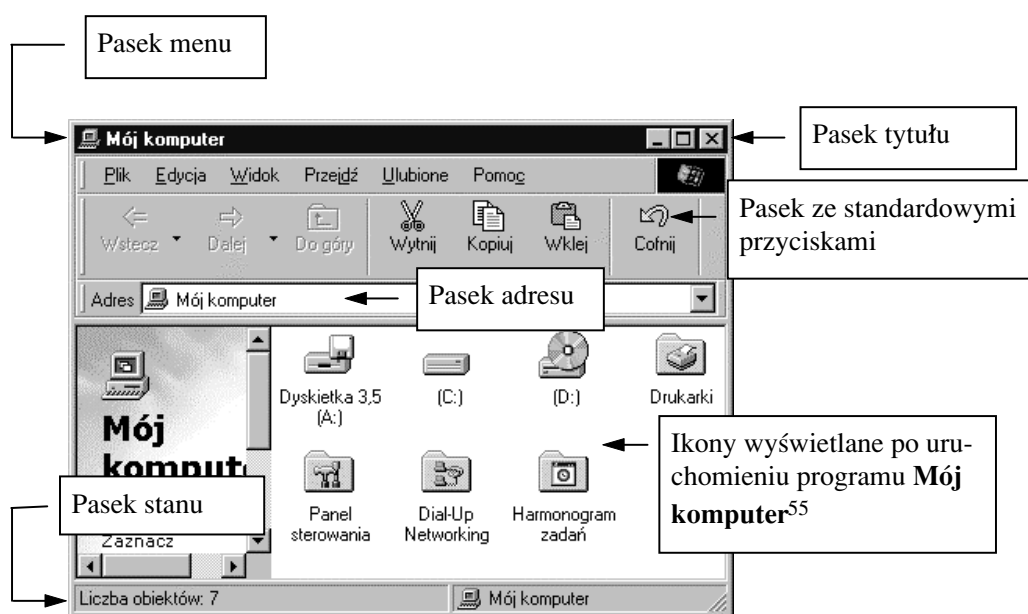 Pasek menu
Mój komputer
Pasek tytułu
Plik Edycja Widok Przejdź Ulubione Pomoc
Wstecz Dalej Do góry Wytnij Kopiuj Wklej Cofnij
Pasek ze standardowymi
przyciskami
Adres Mój komputer
Pasek adresu
Mój
komput
Zaznacz
Dyskietka 3,5
(A:)
(C:)
(D:)
Drukarki
Panel
sterowania
Dial-Up
Networking
Harmonogram
zadań
Ikony wyświetlane po uru-
chomieniu programu Mój
komputer55
Pasek stanu
Liczba obiektów: 7
Mój komputer